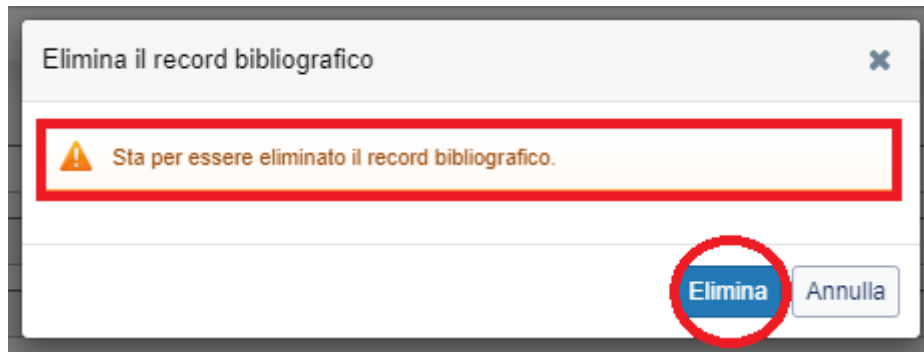 Elimina il record bibliografico
Sta per essere eliminato il record bibliografico.
Elimina Annulla